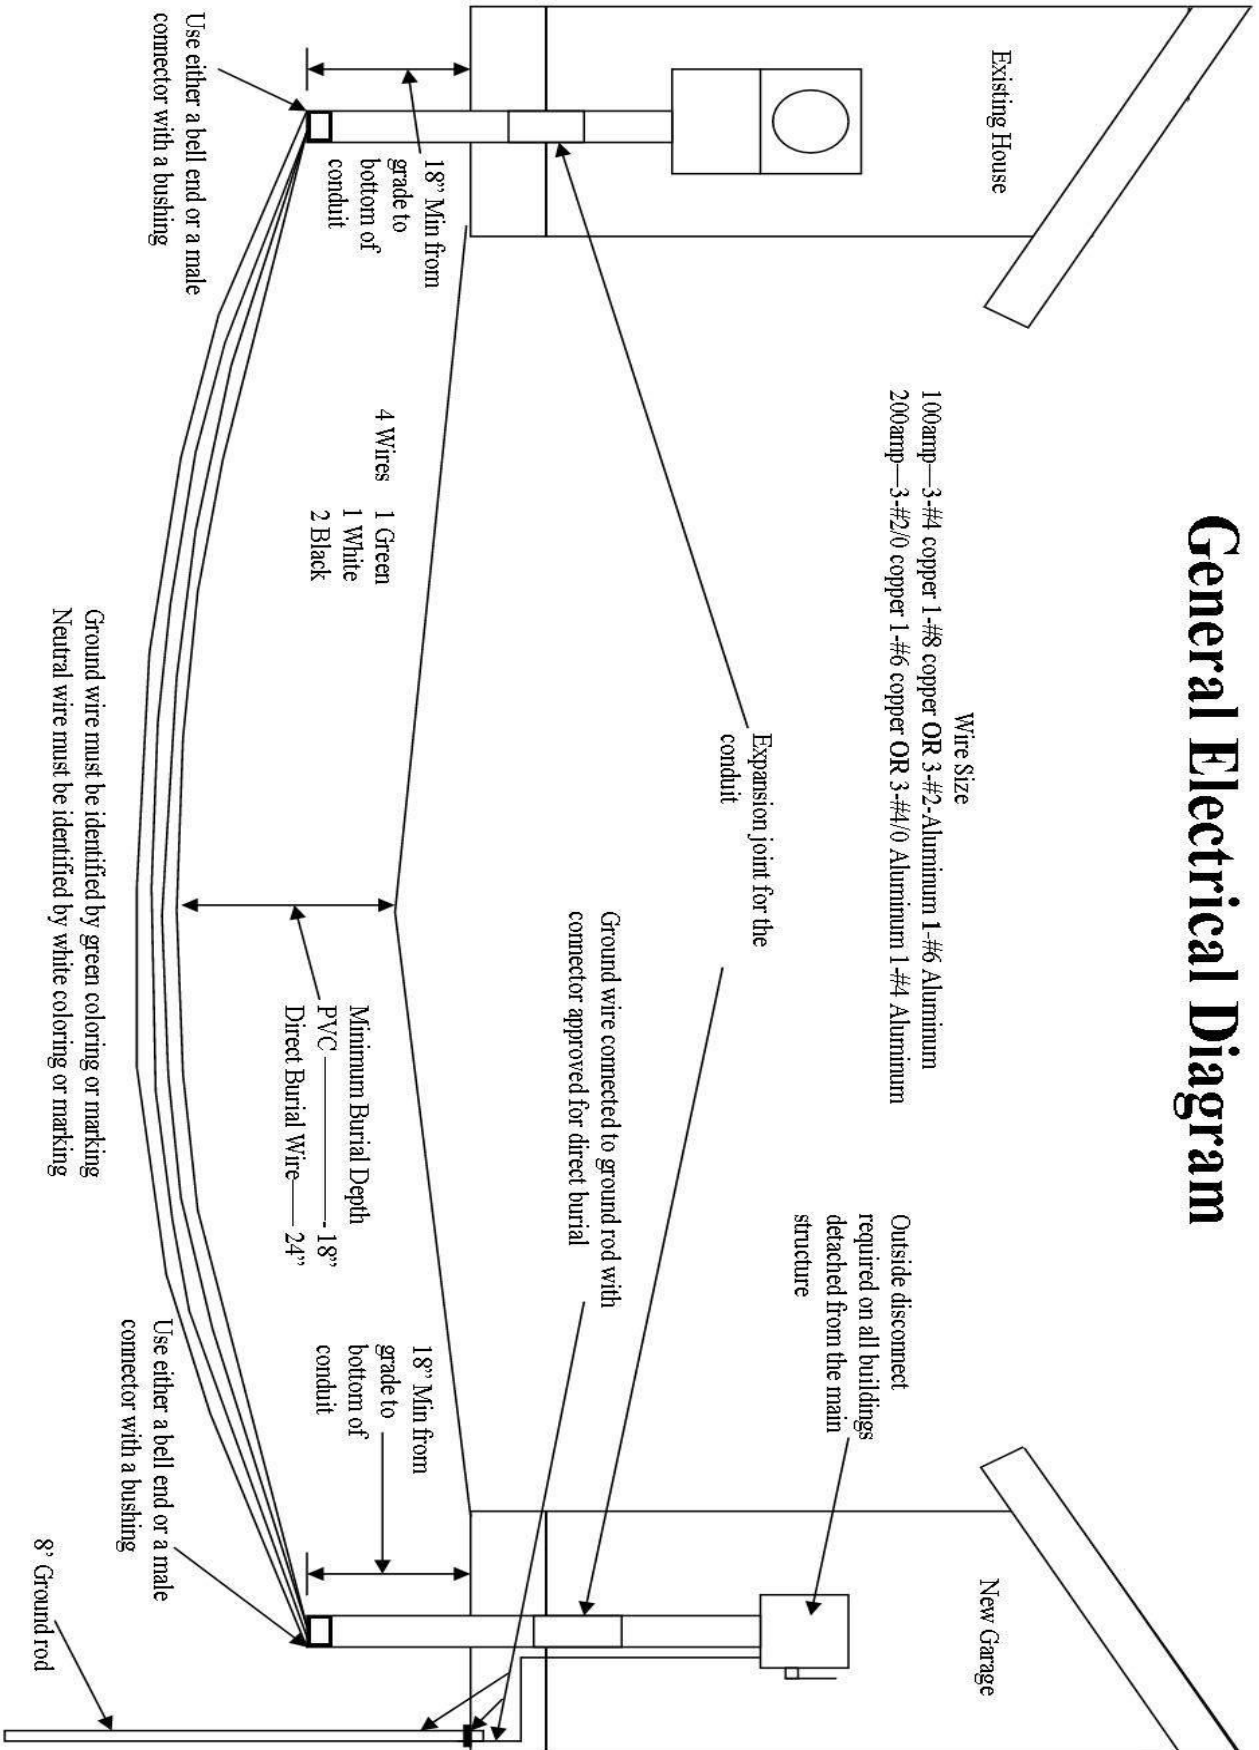 General Electrical Diagram
Existing House
Wire Size
100amp—3-#4 copper 1-#8 copper OR 3-#2-Aluminum 1-#6 Aluminum
200amp—3-#2/0 copper 1-#6 copper OR 3-#4/0 Aluminum 1-#4 Aluminum
Outside disconnect
required on all buildings
detached from the main
structure
New Garage
Expansion joint for the
conduit
Ground wire connected to ground rod with
connector approved for direct burial
18” Min from
grade to
bottom of
conduit
4 Wires 1 Green
1 White
2 Black
Minimum Burial Depth
PVC ————- 18”
Direct Burial Wire—— 24”
18” Min from
grade to
bottom of
conduit
Use either a bell end or a male
connector with a bushing
Ground wire must be identified by green coloring or marking
Neutral wire must be identified by white coloring or marking
Use either a bell end or a male
connector with a bushing
8’ Ground rod